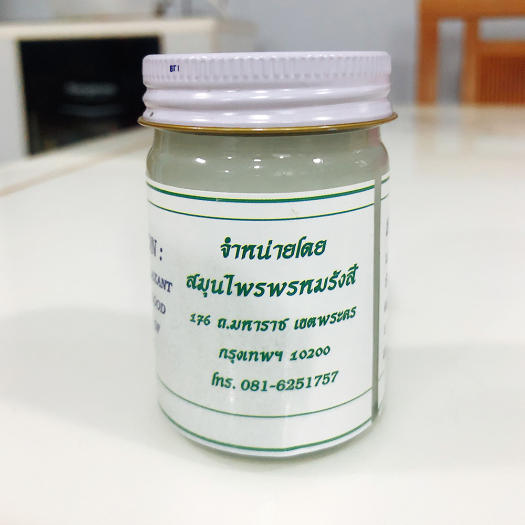 BT1
จำหน่ายโดย
สมุนไพรพรหมรังสี
176 ถ.มหาราช เขตพระคร
กรุงเทพฯ 10200
โทร. 081-6251757